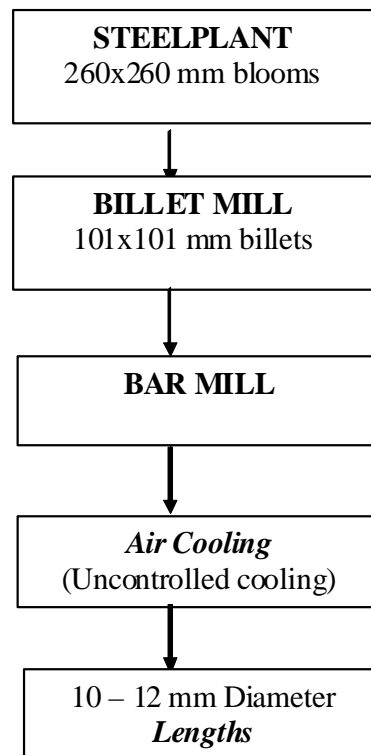 STEELPLANT
260x260 mm blooms
BILLET MILL
101x101 mm billets
BAR MILL
Air Cooling
(Uncontrolled cooling)
10 – 12 mm Diameter
Lengths